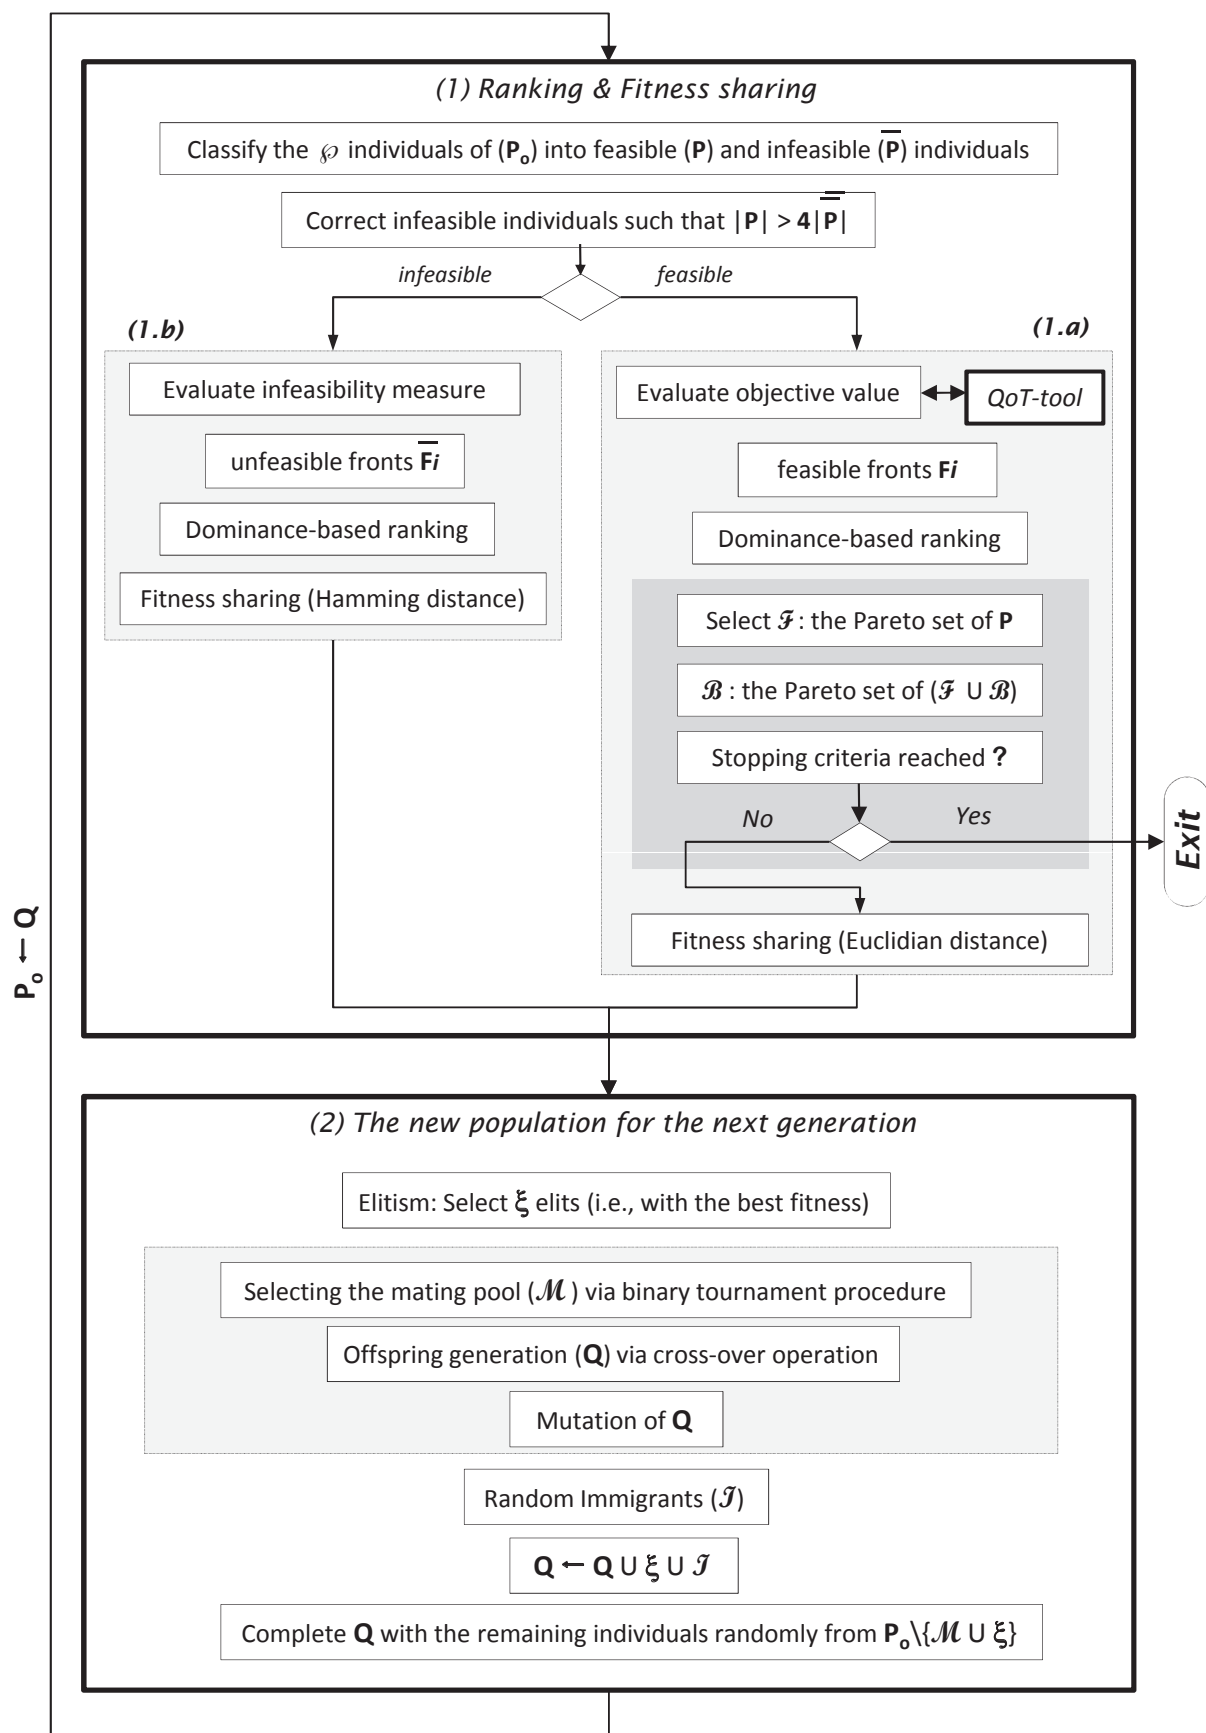 (1) Ranking & Fitness sharing
Classify the ℘ individuals of (Pₒ) into feasible (P) and infeasible (P̅) individuals
Correct infeasible individuals such that |P| > 4|P̿|
infeasible
feasible
(1.b)
(1.a)
Evaluate infeasibility measure
unfeasible fronts F̅i
Dominance-based ranking
Fitness sharing (Hamming distance)
Evaluate objective value
QoT-tool
feasible fronts Fi
Dominance-based ranking
Select ℱ : the Pareto set of P
ℬ : the Pareto set of (ℱ ∪ ℬ)
Stopping criteria reached ?
No
Yes
Exit
Fitness sharing (Euclidian distance)
Pₒ ← Q
(2) The new population for the next generation
Elitism: Select ξ elits (i.e., with the best fitness)
Selecting the mating pool (ℳ ) via binary tournament procedure
Offspring generation (Q) via cross-over operation
Mutation of Q
Random Immigrants (ℐ)
Q ← Q ∪ ξ ∪ ℐ
Complete Q with the remaining individuals randomly from Pₒ\{ℳ ∪ ξ}